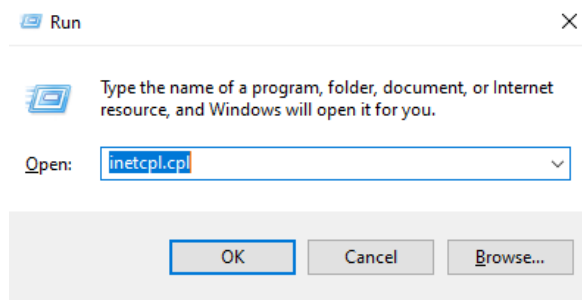 Run
Type the name of a program, folder, document, or Internet
resource, and Windows will open it for you.
Open: inetcpl.cpl
OK Cancel Browse...